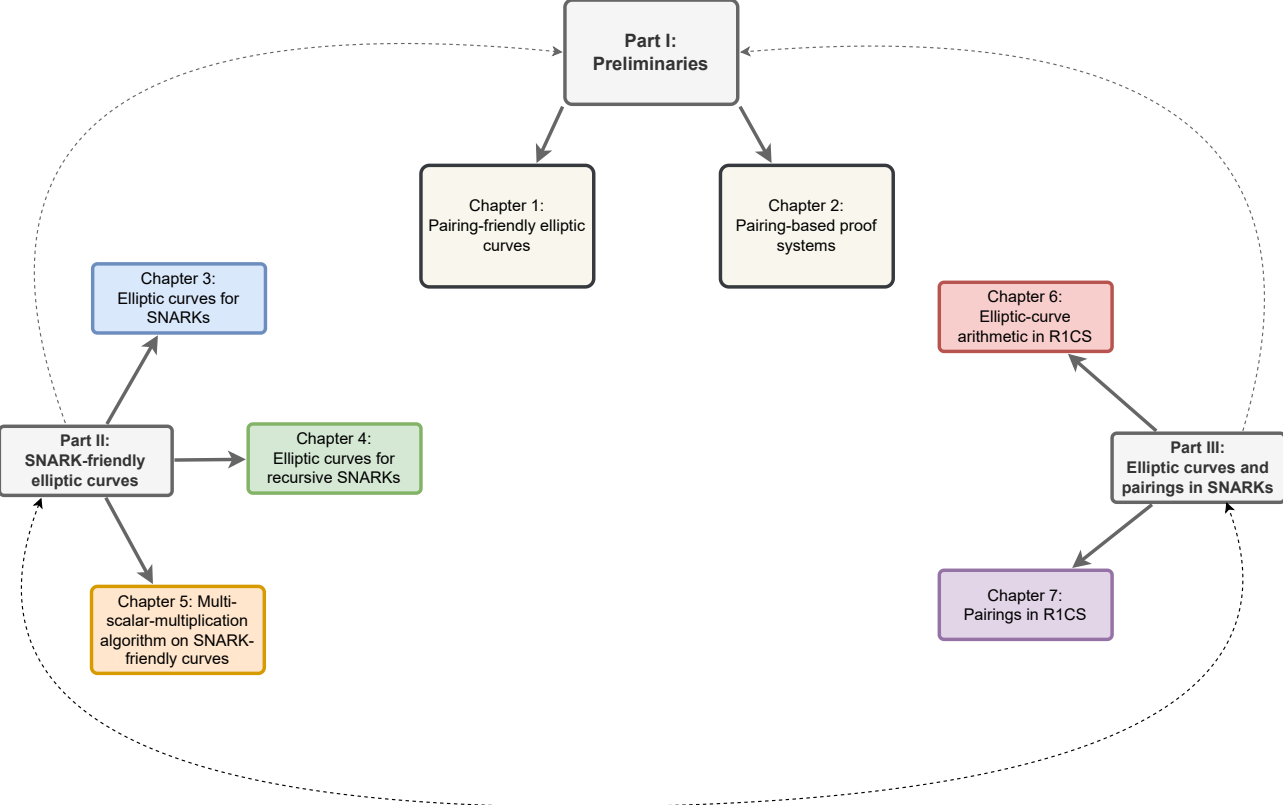 Part I:
Preliminaries
Chapter 1:
Pairing-friendly elliptic
curves
Chapter 2:
Pairing-based proof
systems
Chapter 3:
Elliptic curves for
SNARKs
Part II:
SNARK-friendly
elliptic curves
Chapter 4:
Elliptic curves for
recursive SNARKs
Chapter 5: Multi-
scalar-multiplication
algorithm on SNARK-
friendly curves
Chapter 6:
Elliptic-curve
arithmetic in R1CS
Part III:
Elliptic curves and
pairings in SNARKs
Chapter 7:
Pairings in R1CS